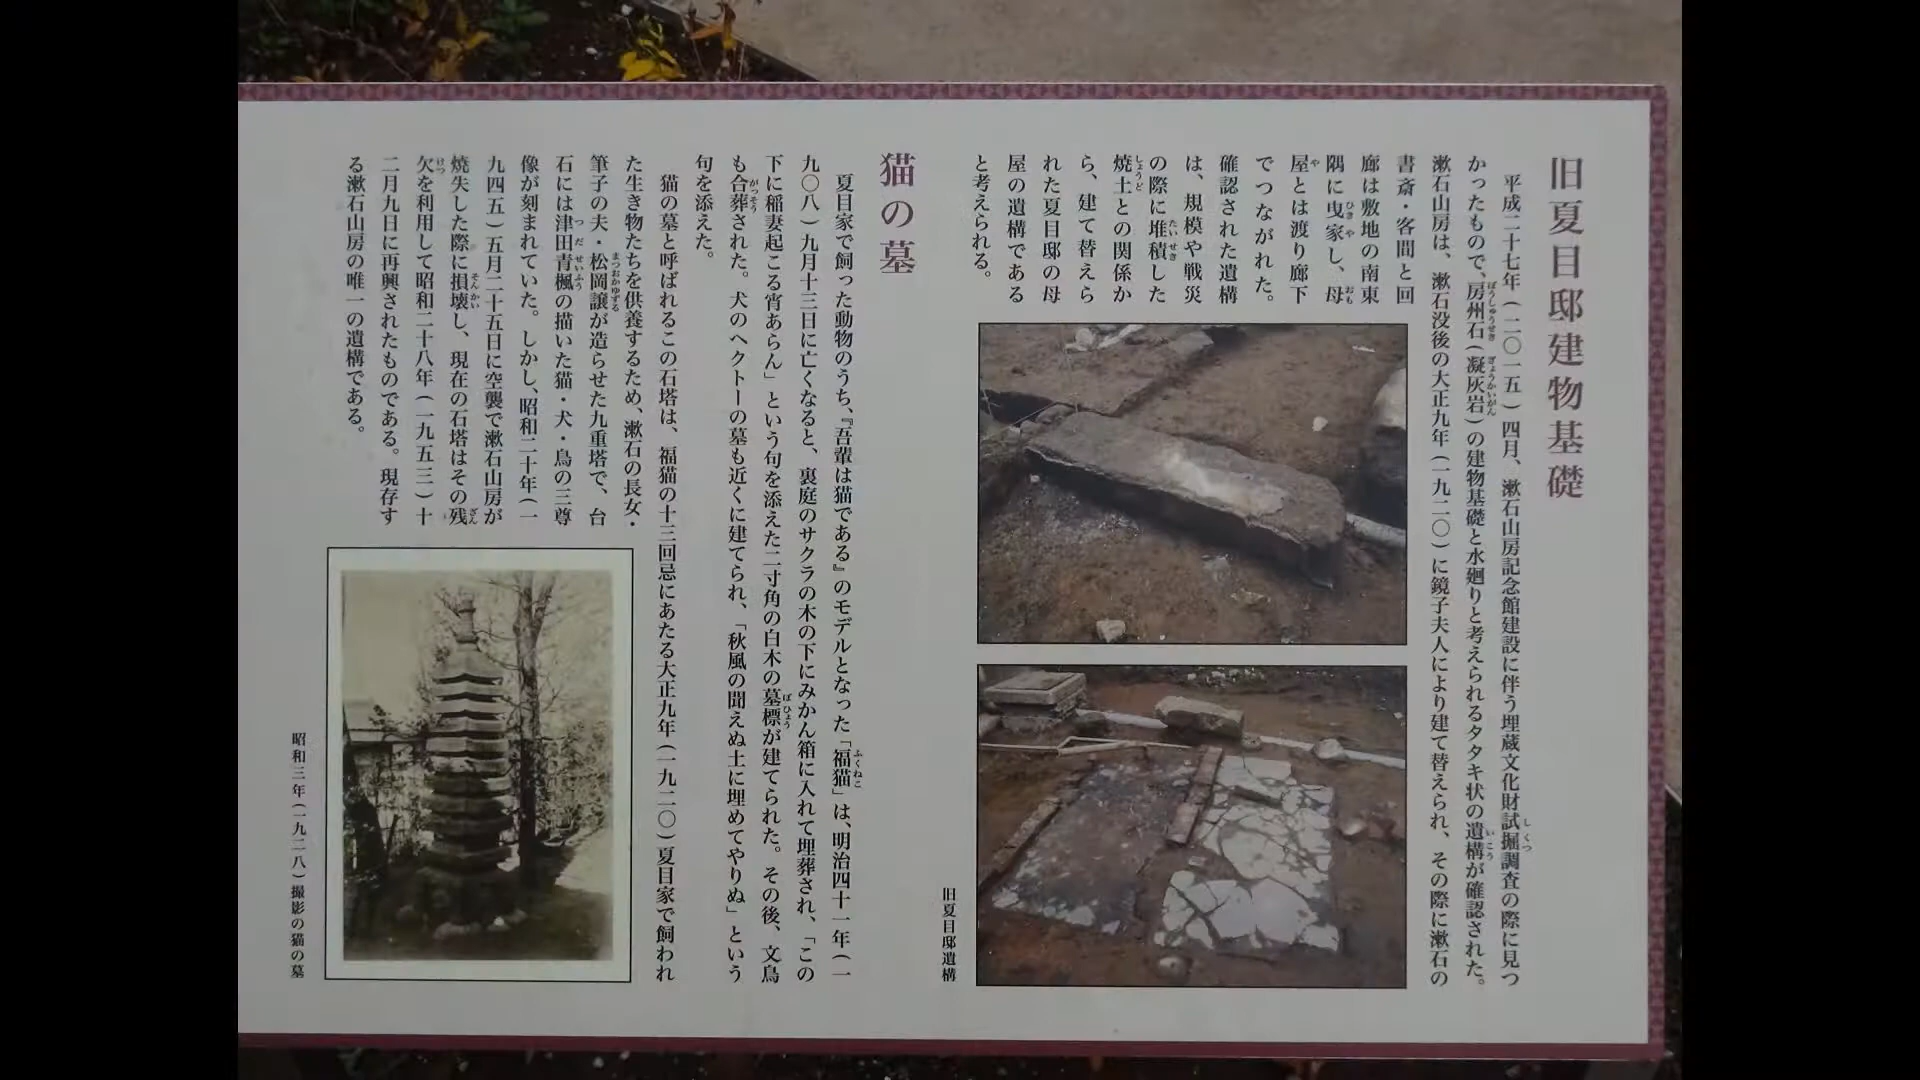 旧夏目邸建物基礎
平成二十七年(二〇一五)四月、漱石山房記念館建設に伴う埋蔵文化財試掘調査の際に見つ
かったもので、房州石(凝灰岩)の建物基礎と水廻りと考えられるタタキ状の遺構が確認された。
漱石山房は、漱石没後の大正九年(一九二〇)に鏡子夫人により建て替えられ、その際に漱石の
書斎・客間と回
廊は敷地の南東
隅に曳家し、母
屋とは渡り廊下
でつながれた。
確認された遺構
は、規模や戦災
の際に堆積した
焼土との関係か
ら、建て替えら
れた夏目邸の母
屋の遺構である
と考えられる。
旧夏目邸遺構
猫の墓
夏目家で飼った動物のうち、『吾輩は猫である』のモデルとなった「福猫」は、明治四十一年(一
九〇八)九月十三日に亡くなると、裏庭のサクラの木の下にみかん箱に入れて埋葬され、「この
下に稲妻起こる宵あらん」という句を添えた二寸角の白木の墓標が建てられた。その後、文鳥
も合葬された。犬のヘクトーの墓も近くに建てられ、「秋風の聞えぬ土に埋めてやりぬ」という
句を添えた。
猫の墓と呼ばれるこの石塔は、福猫の十三回忌にあたる大正九年(一九二〇)夏目家で飼われ
た生き物たちを供養するため、漱石の長女・
筆子の夫・松岡譲が造らせた九重塔で、台
石には津田青楓の描いた猫・犬・鳥の三尊
像が刻まれていた。しかし、昭和二十年(一
九四五)五月二十五日に空襲で漱石山房が
焼失した際に損壊し、現在の石塔はその残
欠を利用して昭和二十八年(一九五三)十
二月九日に再興されたものである。現存す
る漱石山房の唯一の遺構である。
昭和三年(一九二八)撮影の猫の墓